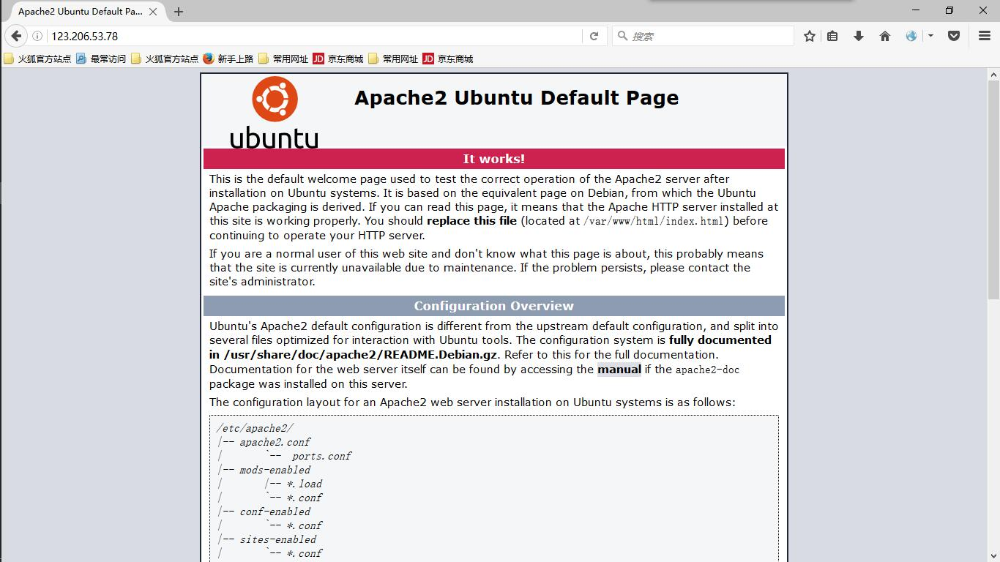 Apache2 Ubuntu Default Pa...
123.206.53.78
搜索
火狐官方站点 最常访问 火狐官方站点 新手上路 常用网址 JD 京东商城 常用网址 JD 京东商城
ubuntu
Apache2 Ubuntu Default Page
It works!
This is the default welcome page used to test the correct operation of the Apache2 server after
installation on Ubuntu systems. It is based on the equivalent page on Debian, from which the Ubuntu
Apache packaging is derived. If you can read this page, it means that the Apache HTTP server installed at
this site is working properly. You should replace this file (located at /var/www/html/index.html) before
continuing to operate your HTTP server.
If you are a normal user of this web site and don't know what this page is about, this probably means
that the site is currently unavailable due to maintenance. If the problem persists, please contact the
site's administrator.
Configuration Overview
Ubuntu's Apache2 default configuration is different from the upstream default configuration, and split into
several files optimized for interaction with Ubuntu tools. The configuration system is fully documented
in /usr/share/doc/apache2/README.Debian.gz. Refer to this for the full documentation.
Documentation for the web server itself can be found by accessing the manual if the apache2-doc
package was installed on this server.
The configuration layout for an Apache2 web server installation on Ubuntu systems is as follows:
/etc/apache2/
|-- apache2.conf
|       `--  ports.conf
|-- mods-enabled
|       |-- *.load
|       `-- *.conf
|-- conf-enabled
|       `-- *.conf
|-- sites-enabled
|       `-- *.conf